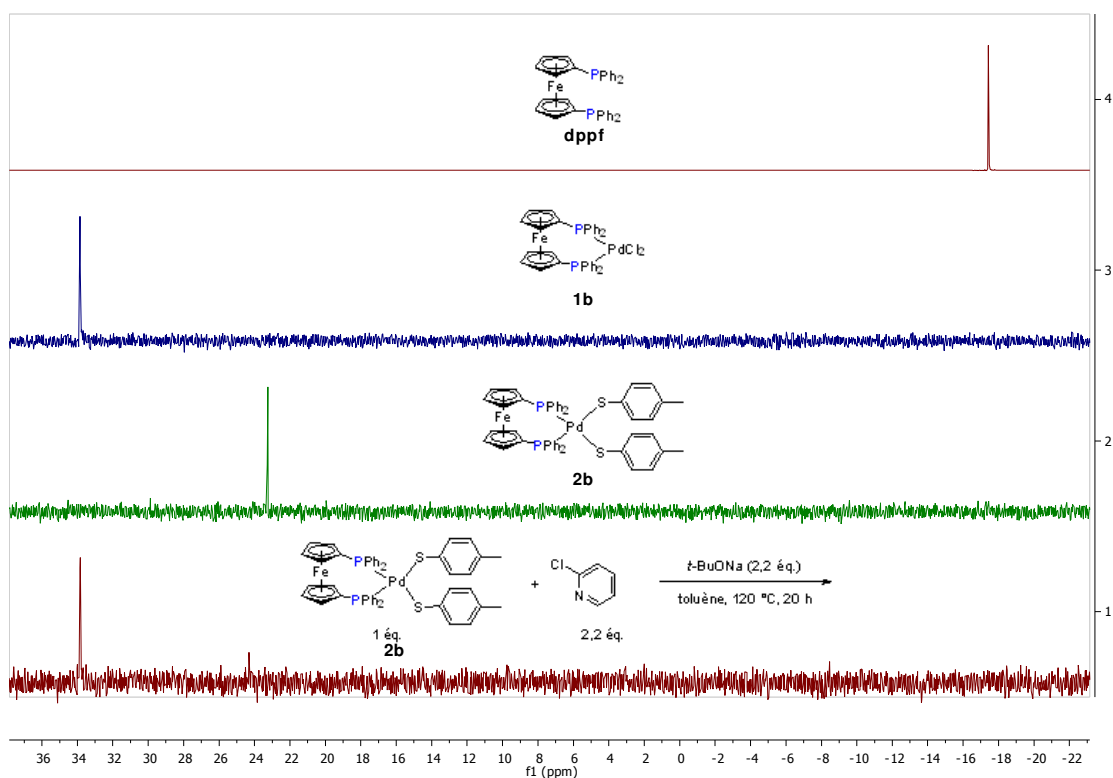 PPh2
Fe
PPh2
dppf
4
PPh2
Fe
PdCl2
PPh2
1b
3
PPh2
S
Fe
Pd
PPh2
S
2b
2
PPh2
S
Fe
Pd
PPh2
S
1 éq.
2b
+
Cl
N
2,2 éq.
t-BuONa (2,2 éq.)
toluène, 120 ºC, 20 h
1
36 34 32 30 28 26 24 22 20 18 16 14 12 10 8 6 4 2 0 -2 -4 -6 -8 -10 -12 -14 -16 -18 -20 -22
f1 (ppm)